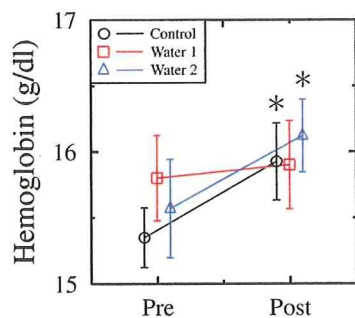 17
Control
Water 1
Water 2
* *
16
15
Hemoglobin (g/dl)
Pre Post